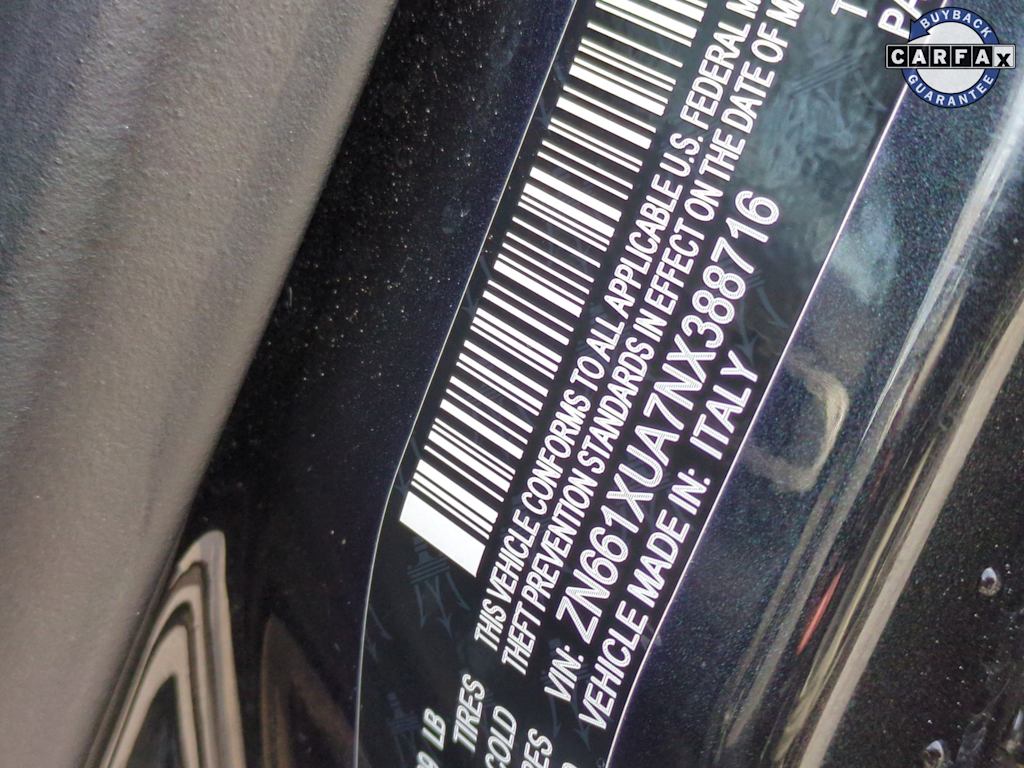 BUYBACK
CARFAX
GUARANTEE
THIS VEHICLE CONFORMS TO ALL APPLICABLE U.S. FEDERAL
THEFT PREVENTION STANDARDS IN EFFECT ON THE DATE OF
VIN: ZN661XUA7NX388716
VEHICLE MADE IN: ITALY
LB
TIRES
COLD